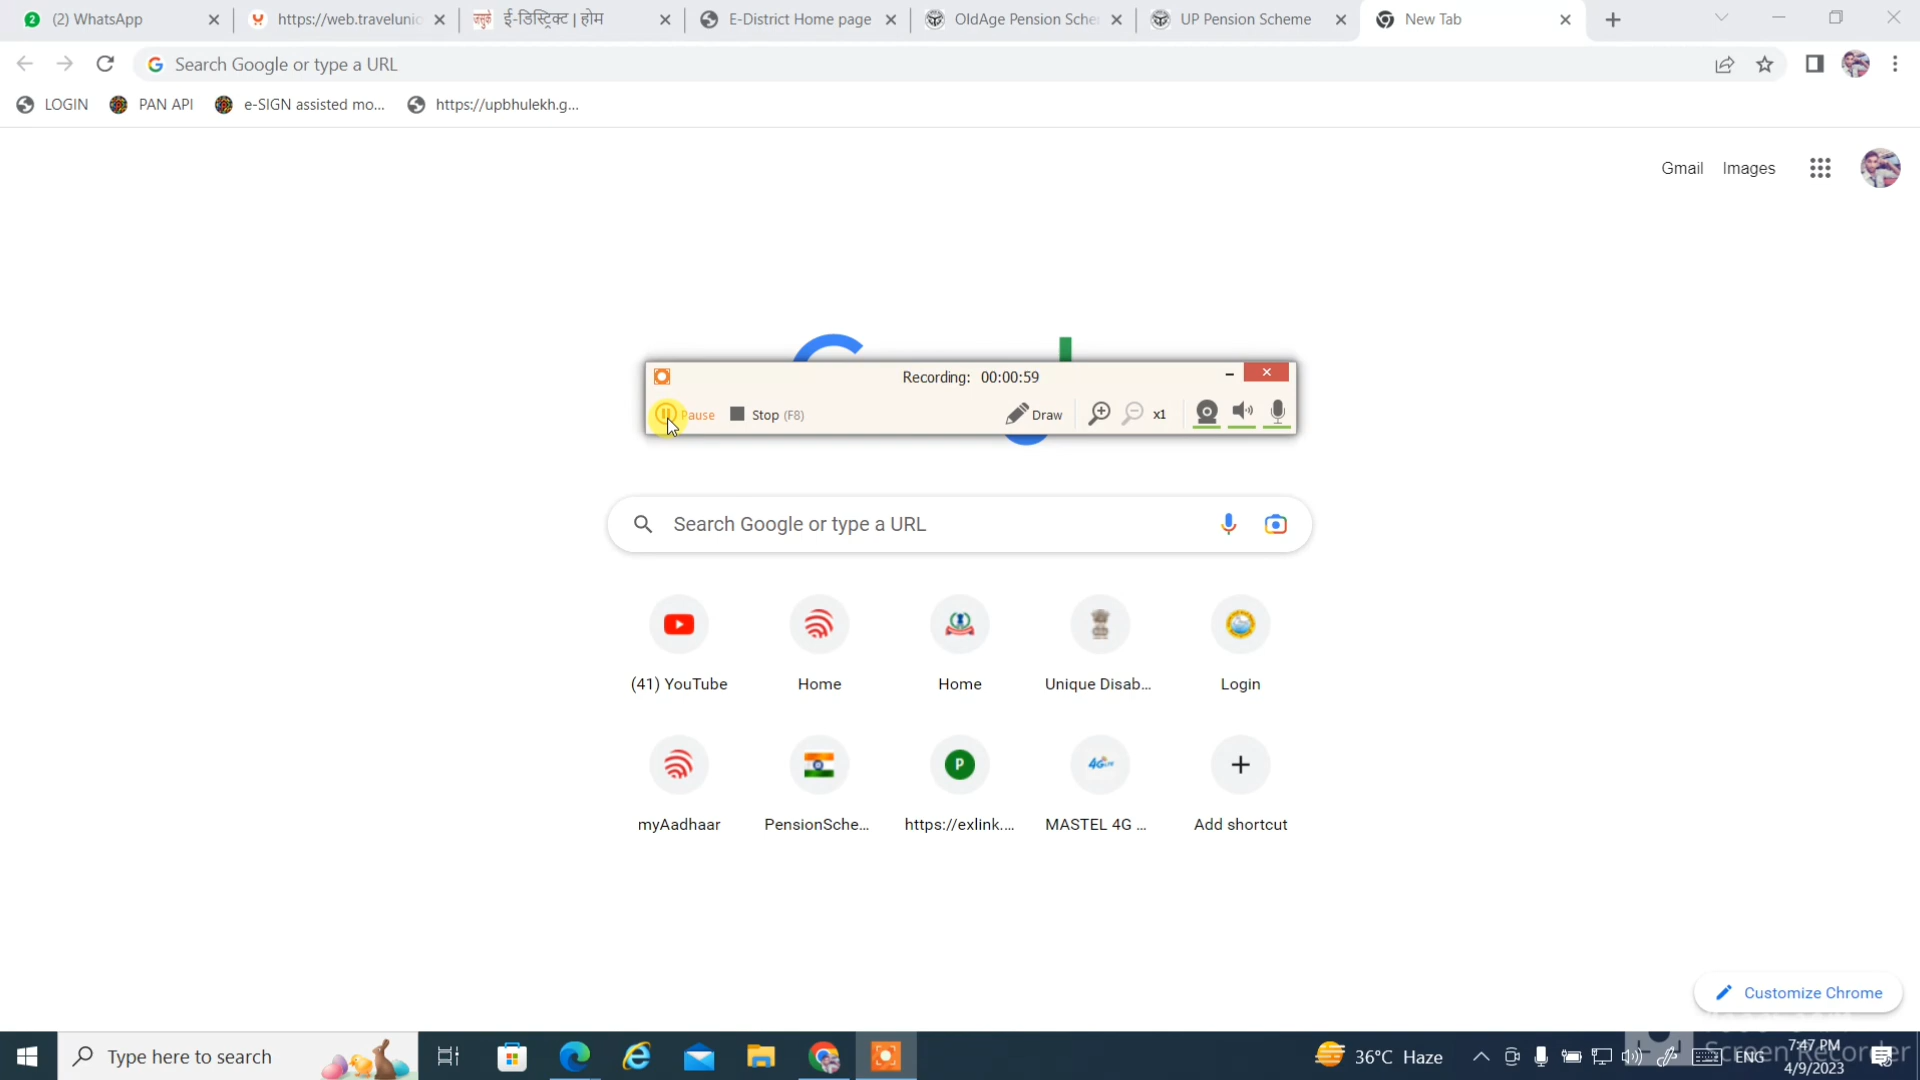 (2) WhatsApp
https://web.travelunio
ई-डिस्ट्रिक्ट | होम
E-District Home page
OldAge Pension Sche
UP Pension Scheme
New Tab
Search Google or type a URL
LOGIN
PAN API
e-SIGN assisted mo...
https://upbhulekh.g...
Gmail
Images
Recording: 00:00:59
Pause
Stop (F8)
Draw
x1
Search Google or type a URL
(41) YouTube
Home
Home
Unique Disab...
Login
myAadhaar
PensionSche...
https://exlink....
MASTEL 4G ...
Add shortcut
Customize Chrome
Type here to search
36°C Haze
ENG
7:47 PM
4/9/2023
Screen Recorder